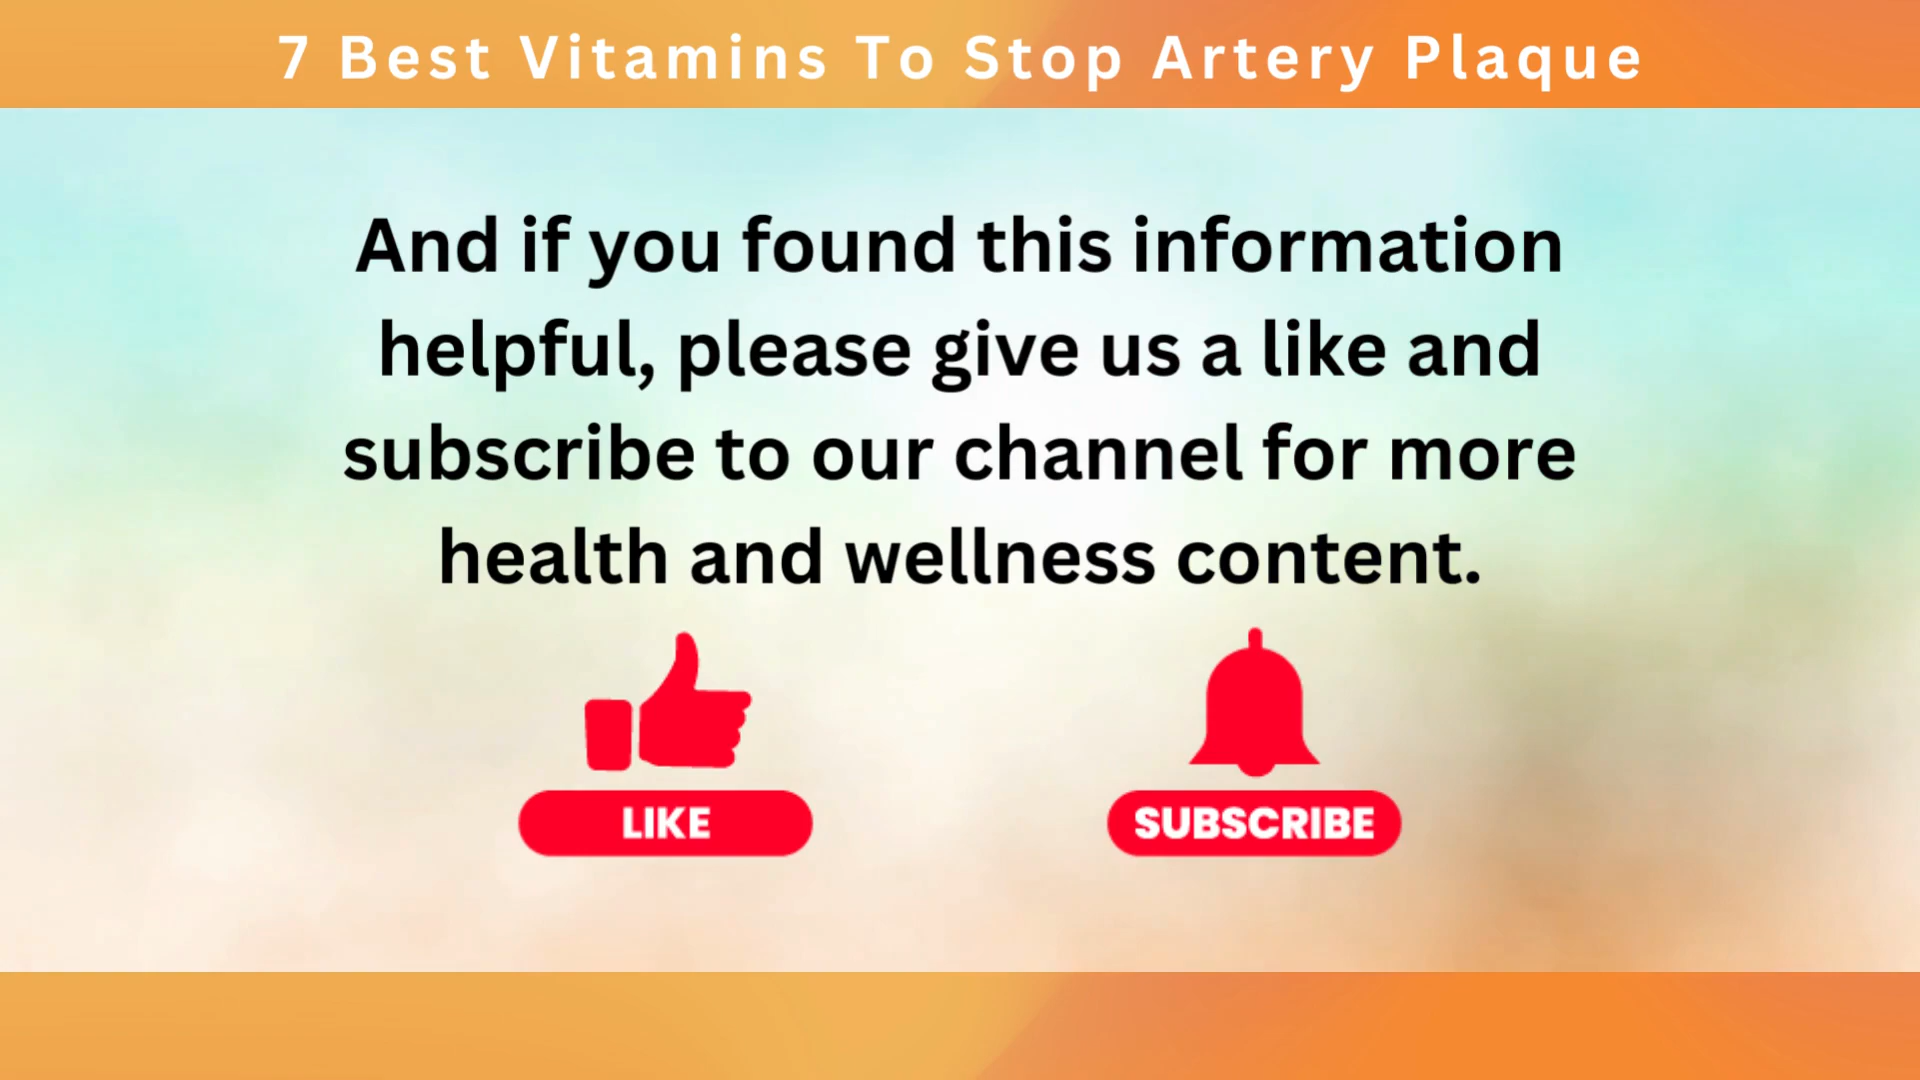 7 Best Vitamins To Stop Artery Plaque
And if you found this information
helpful, please give us a like and
subscribe to our channel for more
health and wellness content.
LIKE
SUBSCRIBE